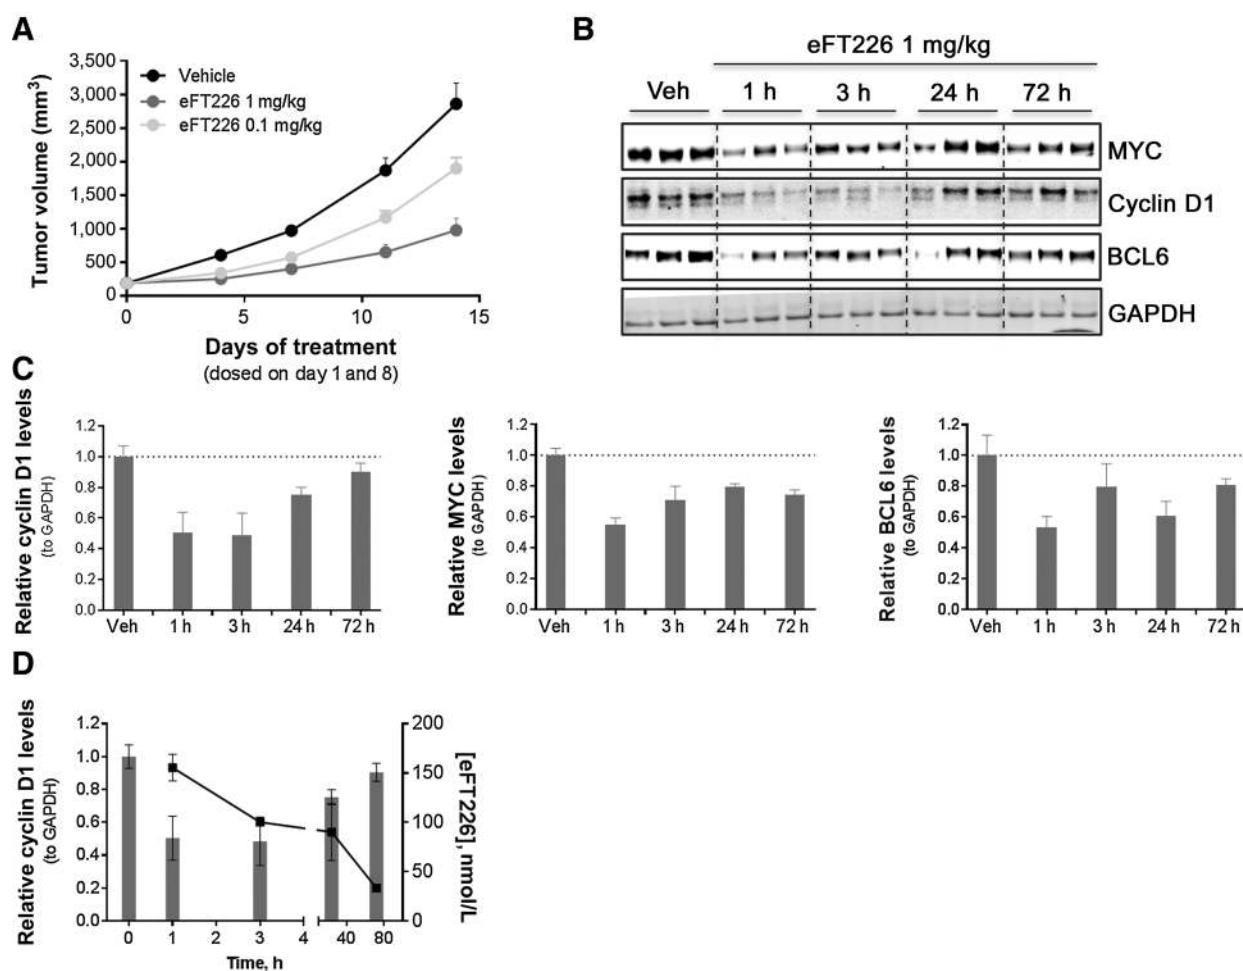 A
3,500
3,000
2,500
2,000
1,500
1,000
500
0
Tumor volume (mm³)
Vehicle
eFT226 1 mg/kg
eFT226 0.1 mg/kg
0 5 10 15
Days of treatment
(dosed on day 1 and 8)
B
eFT226 1 mg/kg
Veh 1 h 3 h 24 h 72 h
MYC
Cyclin D1
BCL6
GAPDH
C
Relative cyclin D1 levels
(to GAPDH)
1.2
1.0
0.8
0.6
0.4
0.2
0.0
Veh 1 h 3 h 24 h 72 h
Relative MYC levels
(to GAPDH)
1.2
1.0
0.8
0.6
0.4
0.2
0.0
Veh 1 h 3 h 24 h 72 h
Relative BCL6 levels
(to GAPDH)
1.2
1.0
0.8
0.6
0.4
0.2
0.0
Veh 1 h 3 h 24 h 72 h
D
Relative cyclin D1 levels
(to GAPDH)
1.2
1.0
0.8
0.6
0.4
0.2
0.0
200
150
100
50
0
[eFT226], nmol/L
0 1 2 3 4 40 80
Time, h